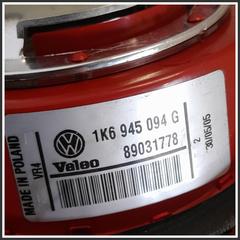 1K6 945 094 G
89031778
Valeo
MADE IN POLAND
VR4
2
30/05/05